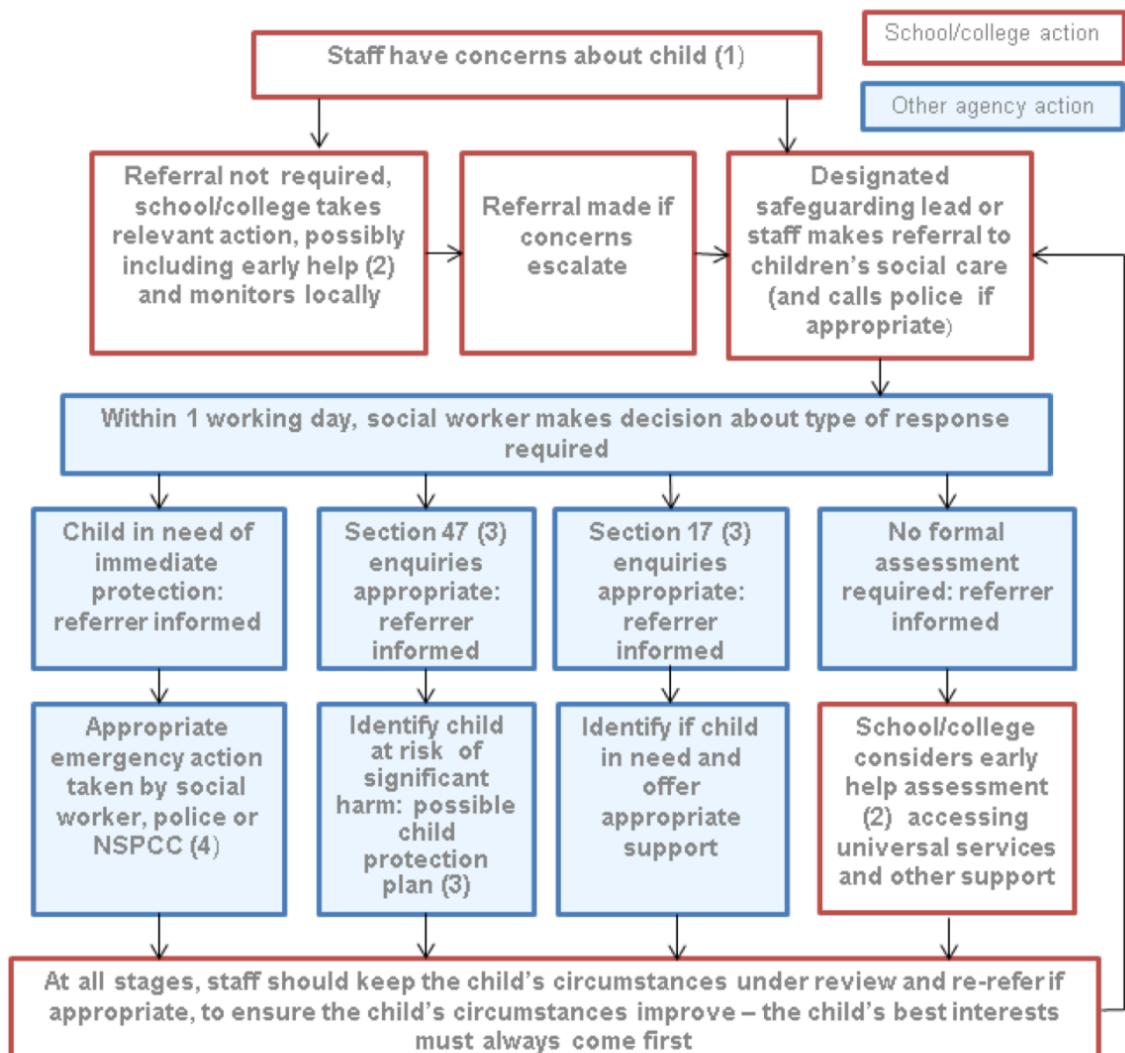 School/college action
Staff have concerns about child (1)
Other agency action
Referral not required,
school/college takes
relevant action, possibly
including early help (2)
and monitors locally
Referral made if
concerns
escalate
Designated
safeguarding lead or
staff makes referral to
children's social care
(and calls police if
appropriate)
Within 1 working day, social worker makes decision about type of response
required
Child in need of
immediate
protection:
referrer informed
Section 47 (3)
enquiries
appropriate:
referrer
informed
Section 17 (3)
enquiries
appropriate:
referrer
informed
No formal
assessment
required: referrer
informed
Appropriate
emergency action
taken by social
worker, police or
NSPCC (4)
Identify child
at risk of
significant
harm: possible
child
protection
plan (3)
Identify if child
in need and
offer
appropriate
support
School/college
considers early
help assessment
(2) accessing
universal services
and other support
At all stages, staff should keep the child's circumstances under review and re-refer if
appropriate, to ensure the child's circumstances improve – the child's best interests
must always come first